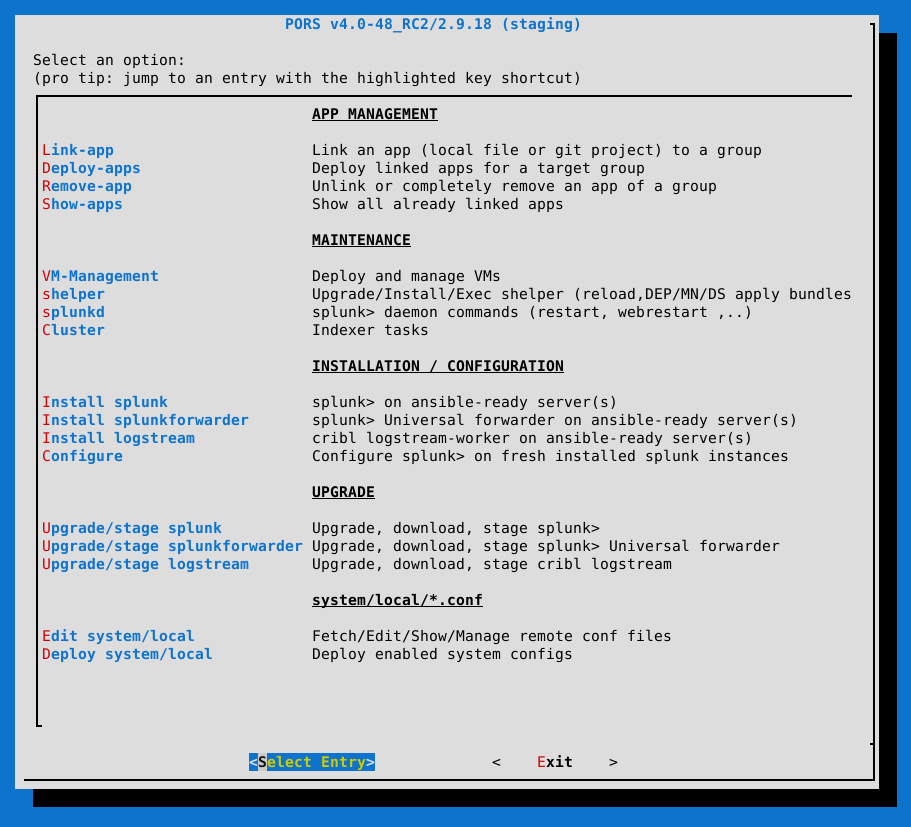 PORS v4.0-48_RC2/2.9.18 (staging)
Select an option:
(pro tip: jump to an entry with the highlighted key shortcut)
APP MANAGEMENT
Link-app Link an app (local file or git project) to a group
Deploy-apps Deploy linked apps for a target group
Remove-app Unlink or completely remove an app of a group
Show-apps Show all already linked apps
MAINTENANCE
VM-Management Deploy and manage VMs
shelper Upgrade/Install/Exec shelper (reload,DEP/MN/DS apply bundles
splunkd splunk> daemon commands (restart, webrestart ,..)
Cluster Indexer tasks
INSTALLATION / CONFIGURATION
Install splunk splunk> on ansible-ready server(s)
Install splunkforwarder splunk> Universal forwarder on ansible-ready server(s)
Install logstream cribl logstream-worker on ansible-ready server(s)
Configure Configure splunk> on fresh installed splunk instances
UPGRADE
Upgrade/stage splunk Upgrade, download, stage splunk>
Upgrade/stage splunkforwarder Upgrade, download, stage splunk> Universal forwarder
Upgrade/stage logstream Upgrade, download, stage cribl logstream
system/local/*.conf
Edit system/local Fetch/Edit/Show/Manage remote conf files
Deploy system/local Deploy enabled system configs
<Select Entry> < Exit >